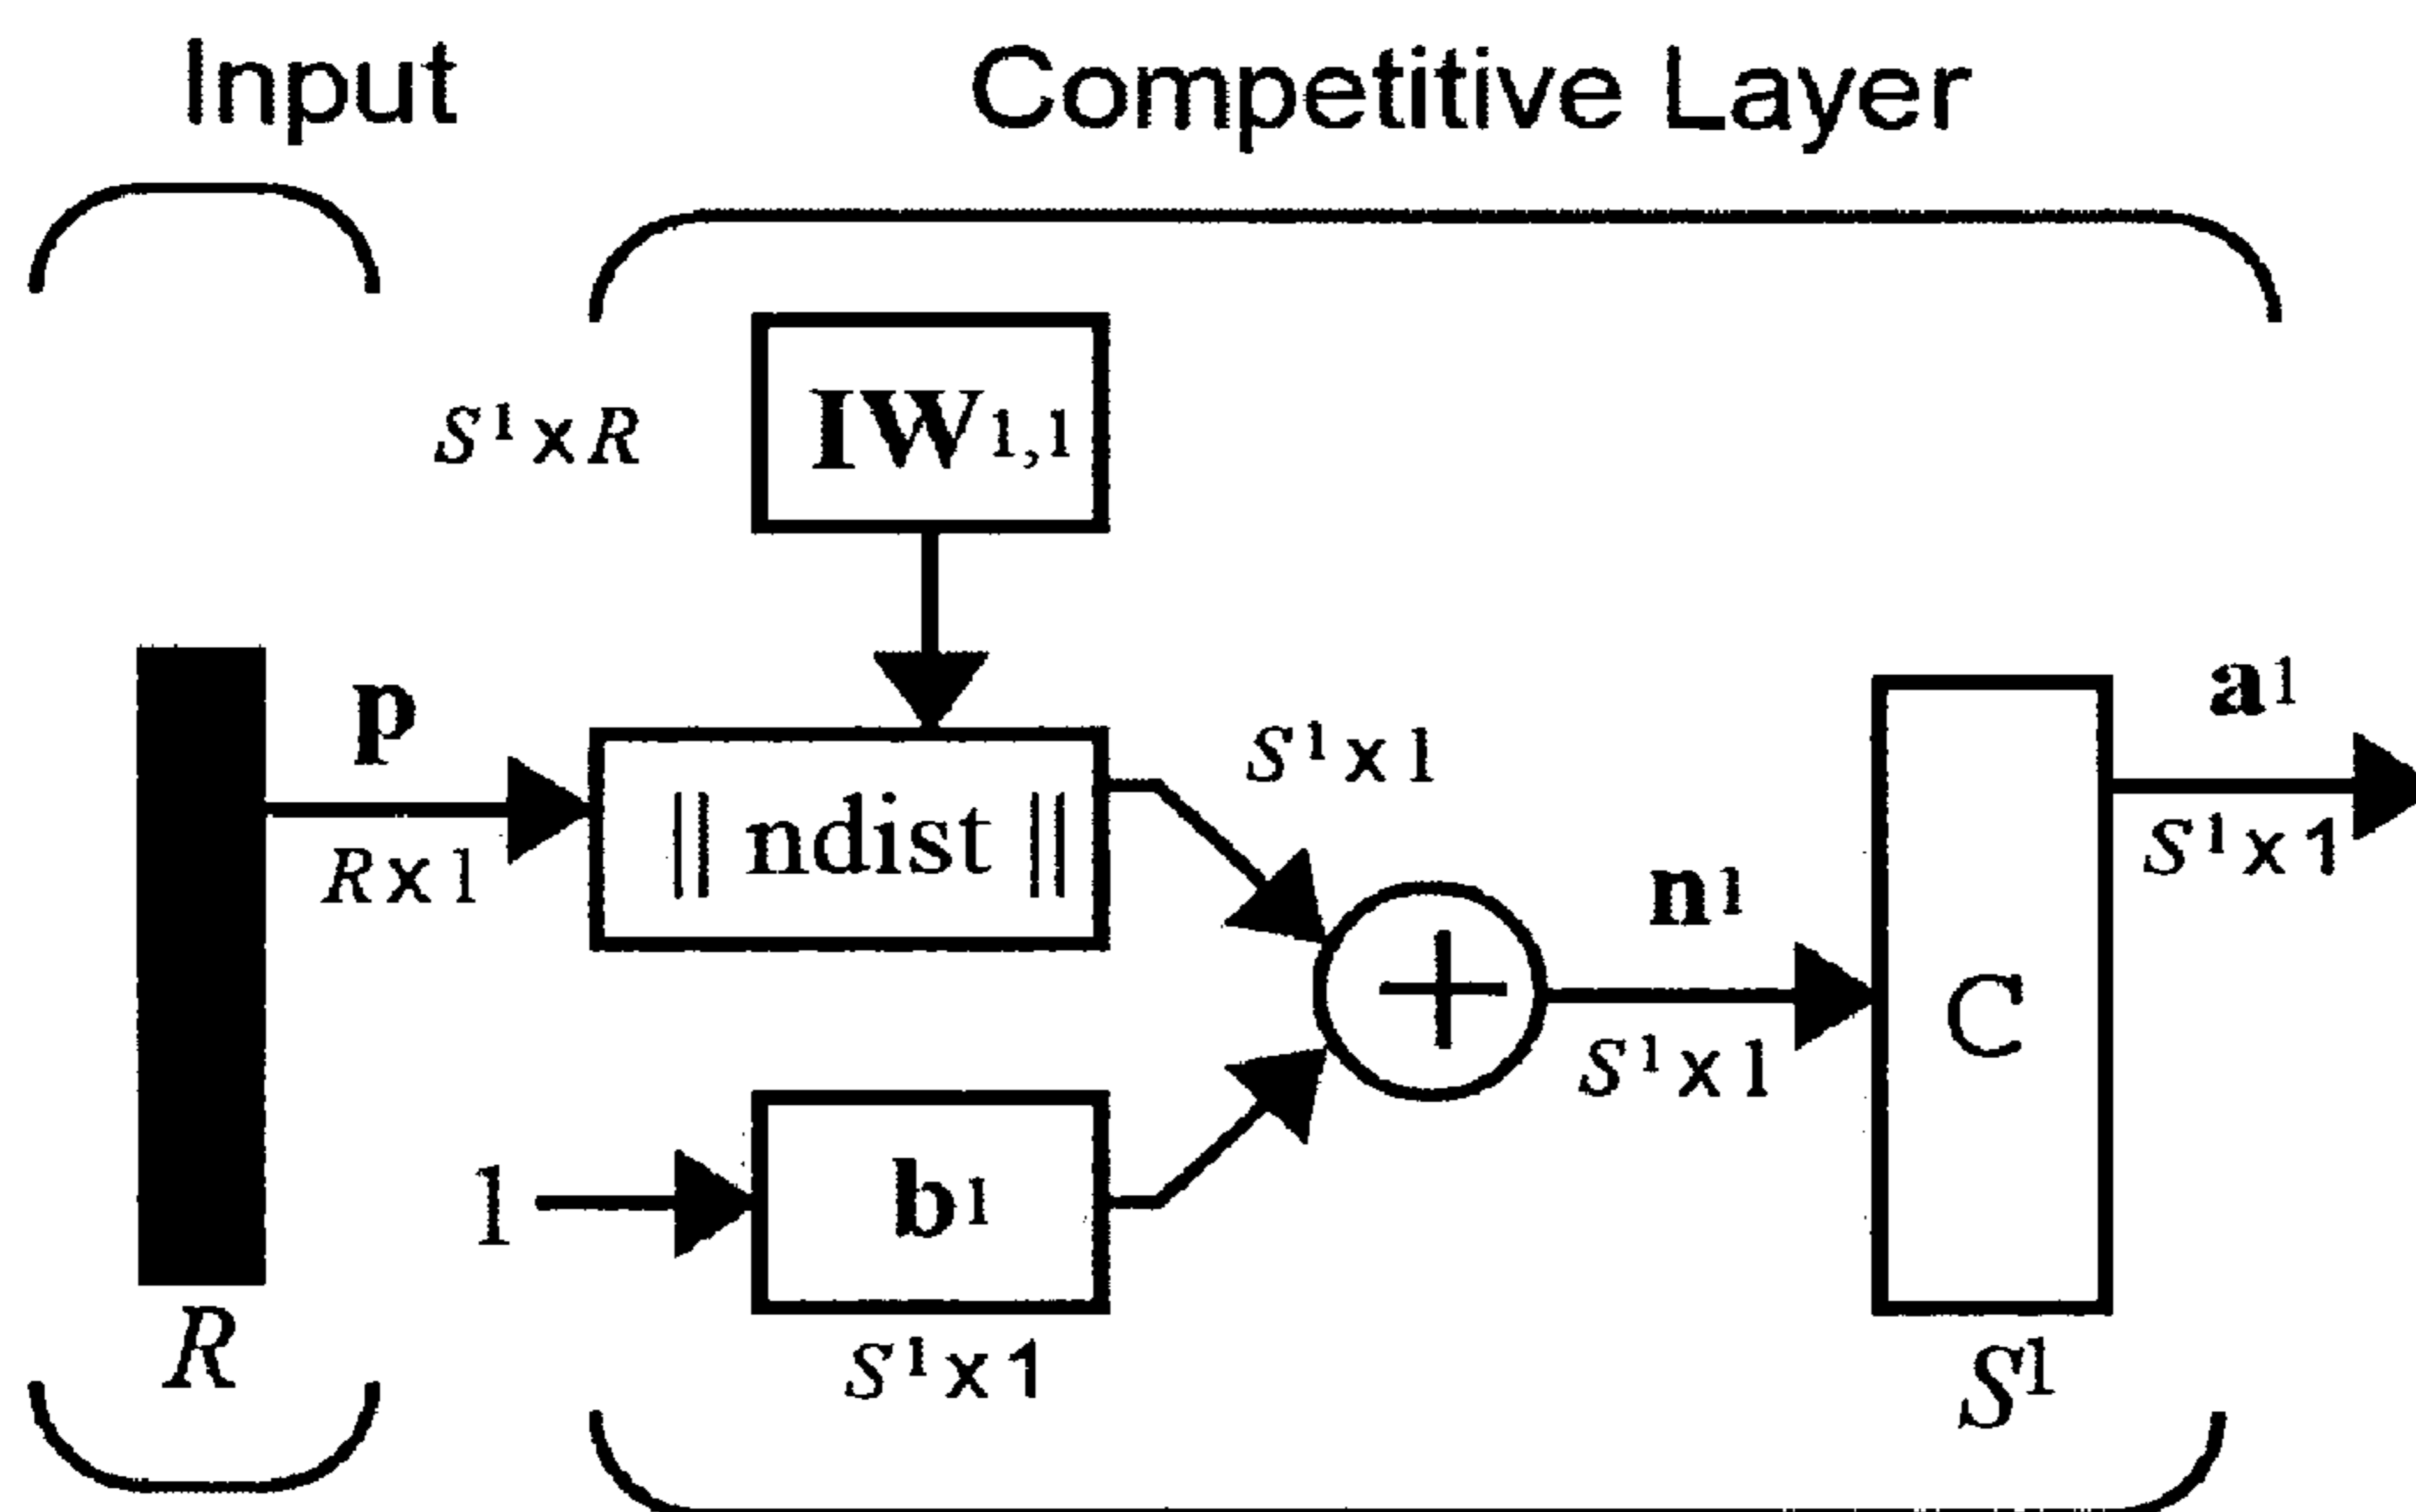 Input
Competitive Layer
S¹xR
IW1,1
p
Rx1
|| ndist ||
S¹x1
n¹
S¹x1
C
a¹
S¹x1
1
b¹
S¹x1
R
S¹